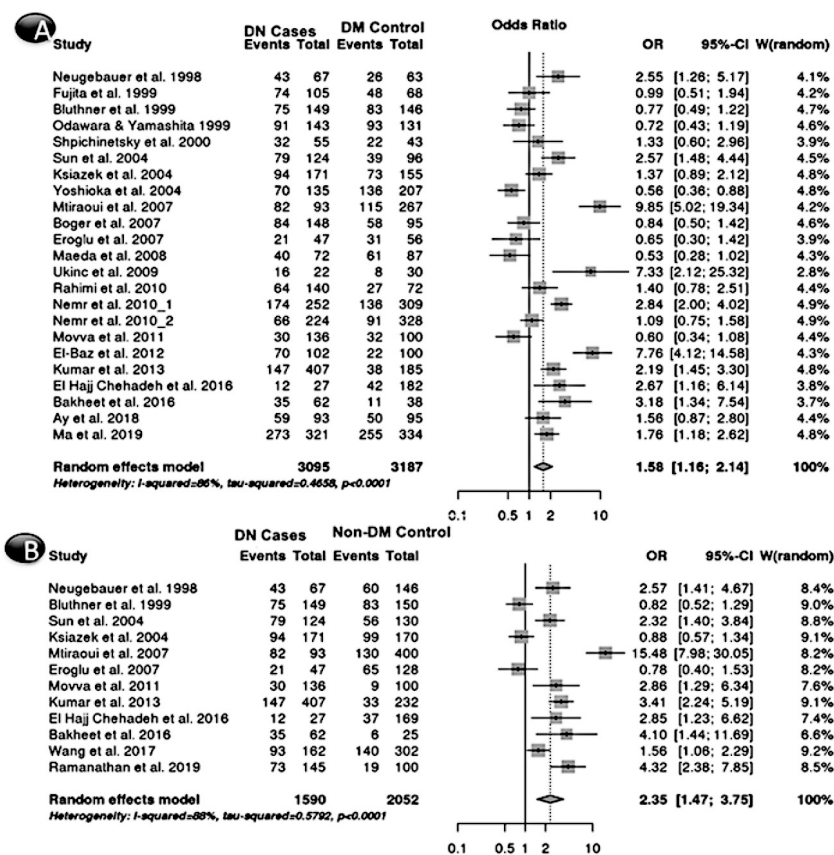 A
DN Cases DM Control Odds Ratio
Study Events Total Events Total OR 95%-CI W(random)
Neugebauer et al. 1998 43 67 26 63 2.55 [1.26; 5.17] 4.1%
Fujita et al. 1999 74 105 48 68 0.99 [0.51; 1.94] 4.2%
Bluthner et al. 1999 75 149 83 146 0.77 [0.49; 1.22] 4.7%
Odawara & Yamashita 1999 91 143 93 131 0.72 [0.43; 1.19] 4.6%
Shpichinetsky et al. 2000 32 55 22 43 1.33 [0.60; 2.96] 3.9%
Sun et al. 2004 79 124 39 96 2.57 [1.48; 4.44] 4.5%
Ksiazek et al. 2004 94 171 73 155 1.37 [0.89; 2.12] 4.8%
Yoshioka et al. 2004 70 135 136 207 0.56 [0.36; 0.88] 4.7%
Mtiraoui et al. 2007 82 93 115 267 9.85 [5.02; 19.34] 4.2%
Boger et al. 2007 84 148 58 95 0.84 [0.50; 1.42] 4.6%
Eroglu et al. 2007 21 47 31 56 0.65 [0.30; 1.42] 3.9%
Maeda et al. 2008 40 72 61 87 0.53 [0.28; 1.02] 4.3%
Ukinc et al. 2009 16 22 8 30 7.33 [2.12; 25.32] 2.8%
Rahimi et al. 2010 64 140 27 72 1.40 [0.78; 2.51] 4.4%
Nemr et al. 2010_1 174 252 136 309 2.84 [2.00; 4.02] 4.9%
Nemr et al. 2010_2 66 224 91 328 1.09 [0.75; 1.58] 4.9%
Movva et al. 2011 30 136 32 100 0.60 [0.34; 1.08] 4.4%
El-Baz et al. 2012 70 102 22 100 7.76 [4.12; 14.58] 4.3%
Kumar et al. 2013 147 407 38 185 2.19 [1.45; 3.30] 4.8%
El Hajj Chehadeh et al. 2016 12 27 42 182 2.67 [1.16; 6.14] 3.8%
Bakheet et al. 2016 35 62 11 38 3.18 [1.34; 7.54] 3.7%
Ay et al. 2018 59 93 50 95 1.56 [0.87; 2.80] 4.4%
Ma et al. 2019 273 321 255 334 1.76 [1.18; 2.62] 4.8%
Random effects model 3095 3187 1.58 [1.16; 2.14] 100%
Heterogeneity: I-squared=86%, tau-squared=0.4658, p<0.0001
0.1 0.5 1 2 10
B
DN Cases Non-DM Control
Study Events Total Events Total OR 95%-CI W(random)
Neugebauer et al. 1998 43 67 60 146 2.57 [1.41; 4.67] 8.4%
Bluthner et al. 1999 75 149 83 150 0.82 [0.52; 1.29] 9.0%
Sun et al. 2004 79 124 56 130 2.32 [1.40; 3.84] 8.8%
Ksiazek et al. 2004 94 171 99 170 0.88 [0.57; 1.34] 9.1%
Mtiraoui et al. 2007 82 93 130 400 15.48 [7.98; 30.05] 8.2%
Eroglu et al. 2007 21 47 65 128 0.78 [0.40; 1.53] 8.2%
Movva et al. 2011 30 136 9 100 2.86 [1.29; 6.34] 7.6%
Kumar et al. 2013 147 407 33 232 3.41 [2.24; 5.19] 9.1%
El Hajj Chehadeh et al. 2016 12 27 37 169 2.85 [1.23; 6.62] 7.4%
Bakheet et al. 2016 35 62 6 25 4.10 [1.44; 11.69] 6.6%
Wang et al. 2017 93 162 140 302 1.56 [1.06; 2.29] 9.2%
Ramanathan et al. 2019 73 145 19 100 4.32 [2.38; 7.85] 8.5%
Random effects model 1590 2052 2.35 [1.47; 3.75] 100%
Heterogeneity: I-squared=88%, tau-squared=0.5792, p<0.0001
0.1 0.5 1 2 10